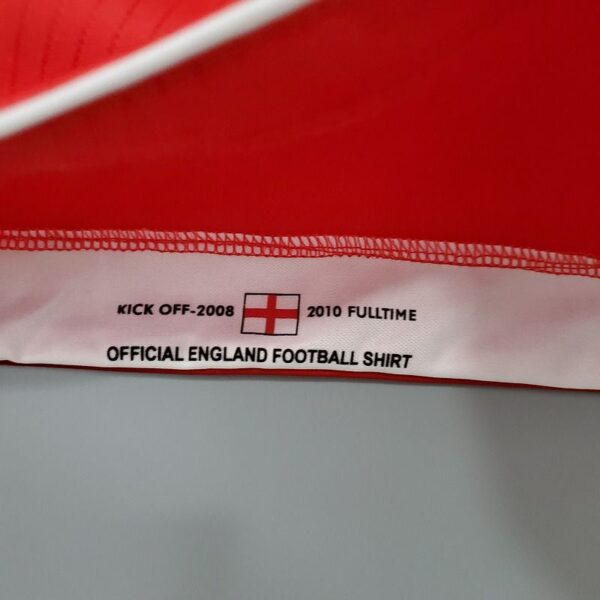 KICK OFF-2008 2010 FULLTIME
OFFICIAL ENGLAND FOOTBALL SHIRT